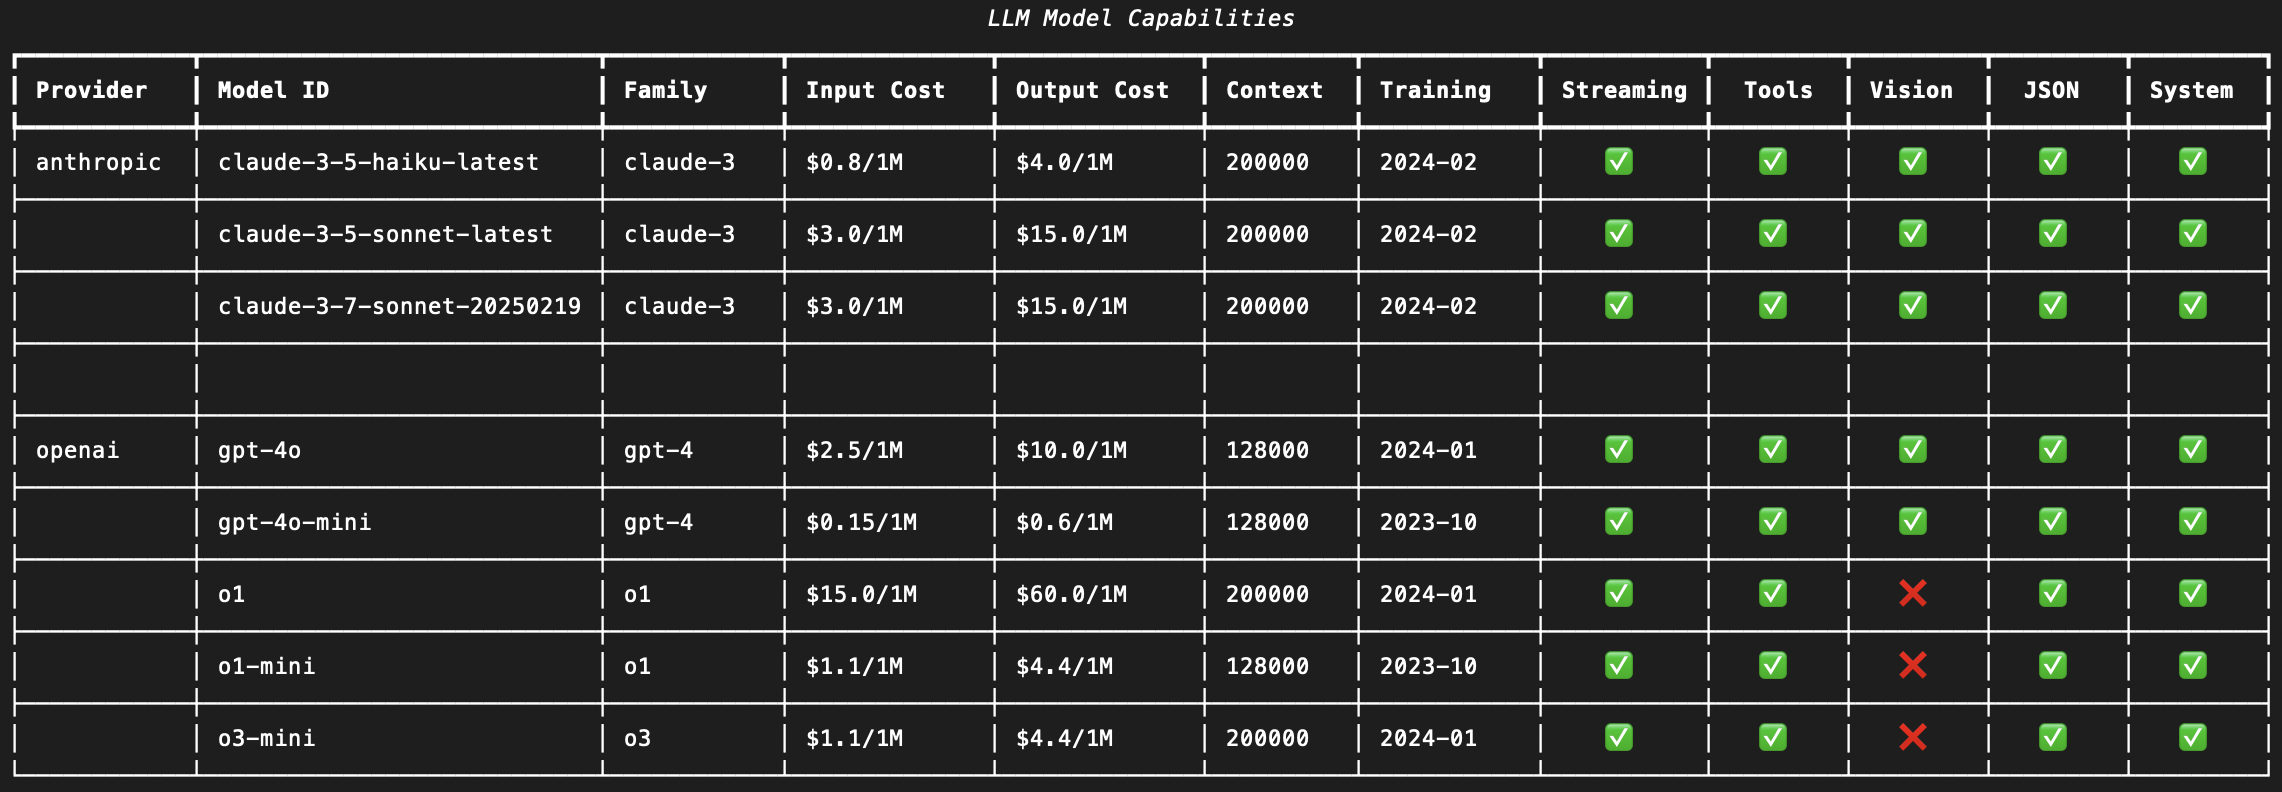 LLM Model Capabilities
Provider Model ID Family Input Cost Output Cost Context Training Streaming Tools Vision JSON System
anthropic claude-3-5-haiku-latest claude-3 $0.8/1M $4.0/1M 200000 2024-02 ✅ ✅ ✅ ✅ ✅
claude-3-5-sonnet-latest claude-3 $3.0/1M $15.0/1M 200000 2024-02 ✅ ✅ ✅ ✅ ✅
claude-3-7-sonnet-20250219 claude-3 $3.0/1M $15.0/1M 200000 2024-02 ✅ ✅ ✅ ✅ ✅
openai gpt-4o gpt-4 $2.5/1M $10.0/1M 128000 2024-01 ✅ ✅ ✅ ✅ ✅
gpt-4o-mini gpt-4 $0.15/1M $0.6/1M 128000 2023-10 ✅ ✅ ✅ ✅ ✅
o1 o1 $15.0/1M $60.0/1M 200000 2024-01 ✅ ✅ ❌ ✅ ✅
o1-mini o1 $1.1/1M $4.4/1M 128000 2023-10 ✅ ✅ ❌ ✅ ✅
o3-mini o3 $1.1/1M $4.4/1M 200000 2024-01 ✅ ✅ ❌ ✅ ✅